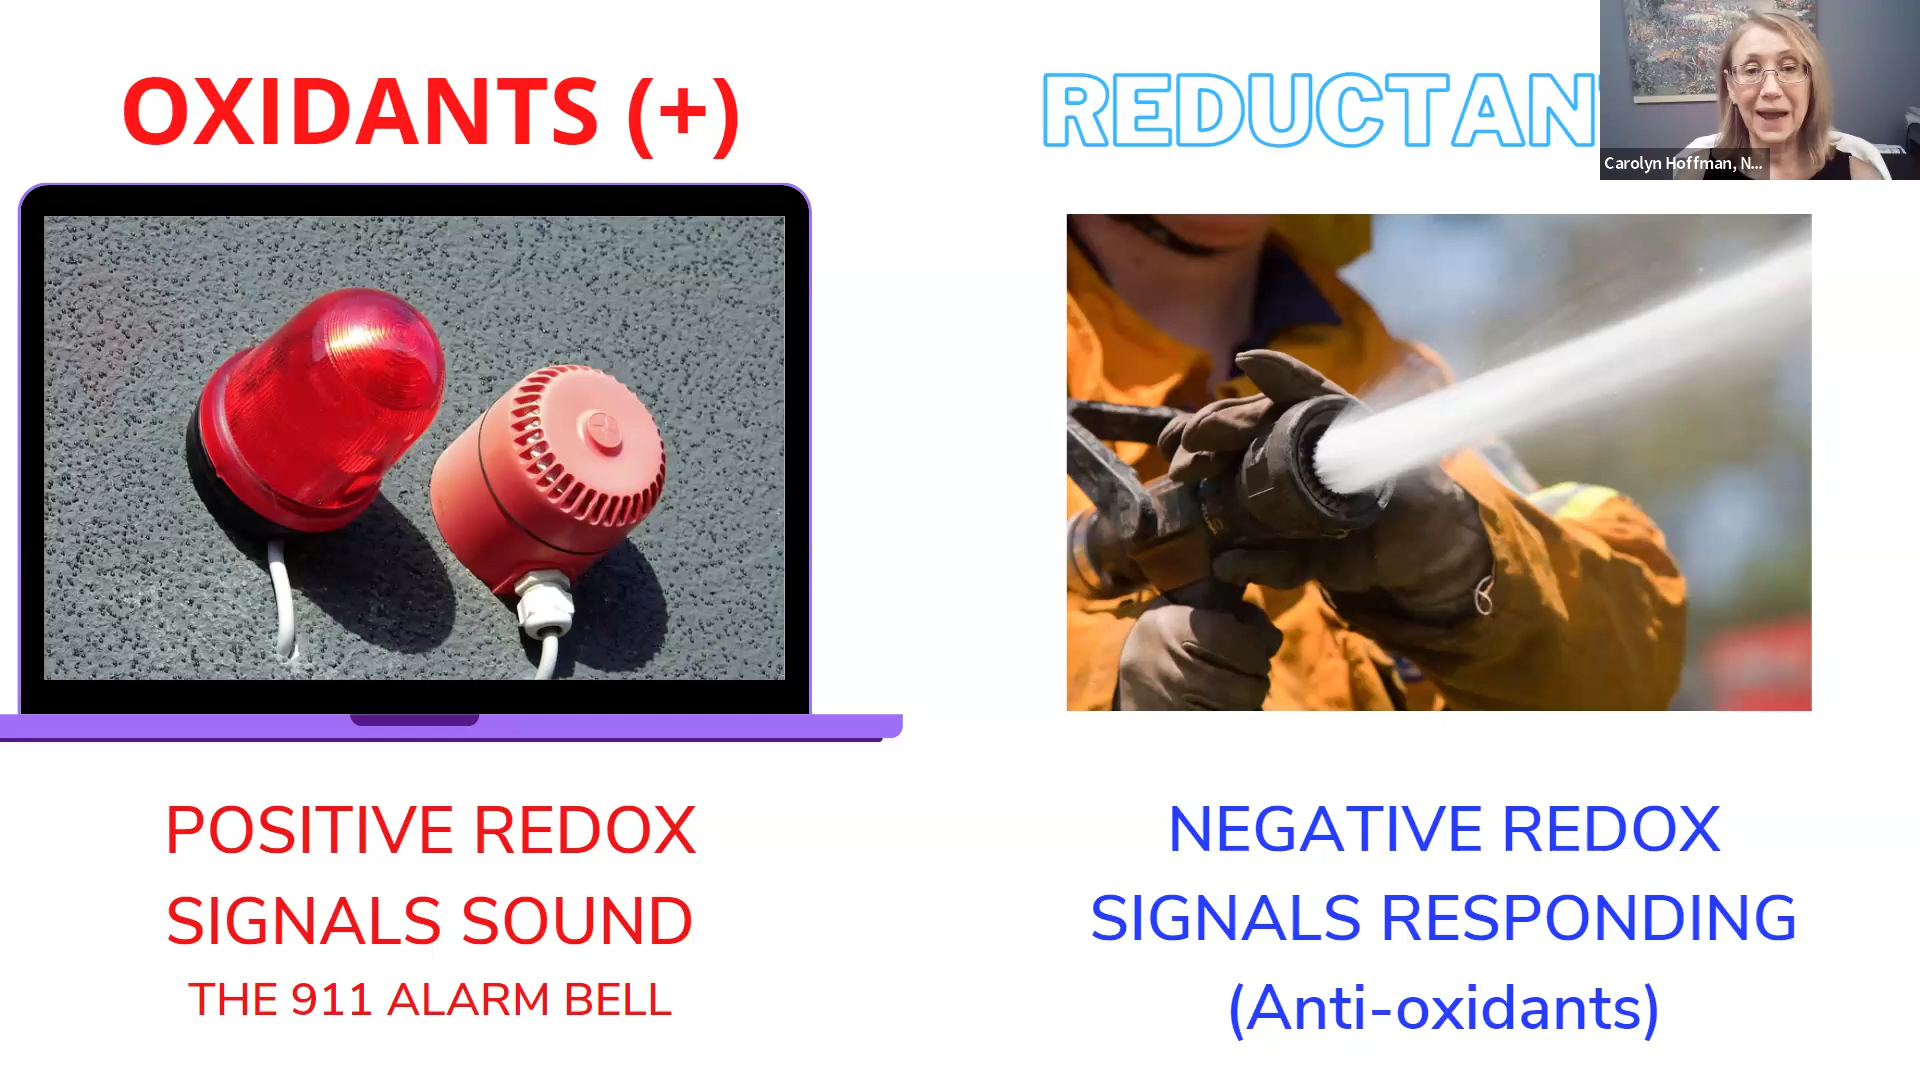 OXIDANTS (+)
REDUCTAN
Carolyn Hoffman, N...
POSITIVE REDOX
SIGNALS SOUND
THE 911 ALARM BELL
NEGATIVE REDOX
SIGNALS RESPONDING
(Anti-oxidants)